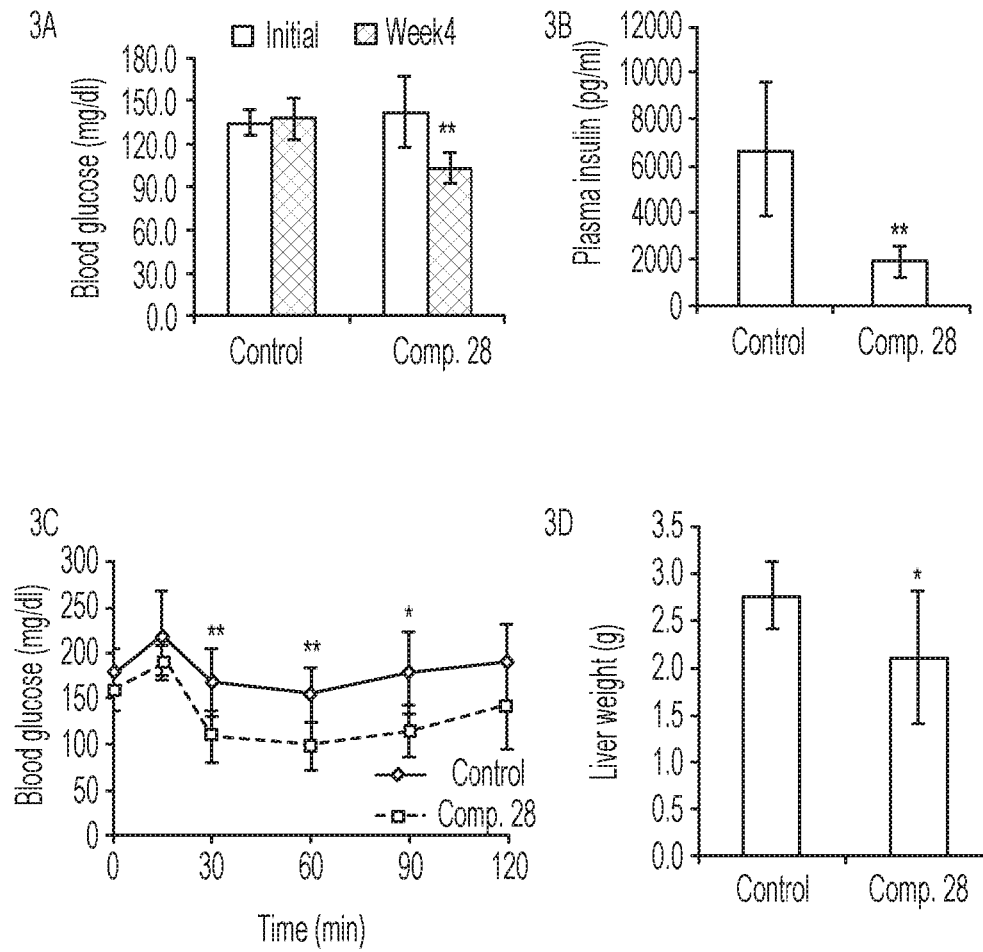 3A
Initial Week4
Blood glucose (mg/dl)
180.0
150.0
120.0
90.0
60.0
30.0
0.0
**
Control Comp. 28
3B
Plasma insulin (pg/ml)
12000
10000
8000
6000
4000
2000
0
**
Control Comp. 28
3C
Blood glucose (mg/dl)
300
250
200
150
100
50
0
** ** *
Control
Comp. 28
0 30 60 90 120
Time (min)
3D
Liver weight (g)
3.5
3.0
2.5
2.0
1.5
1.0
0.5
0.0
*
Control Comp. 28